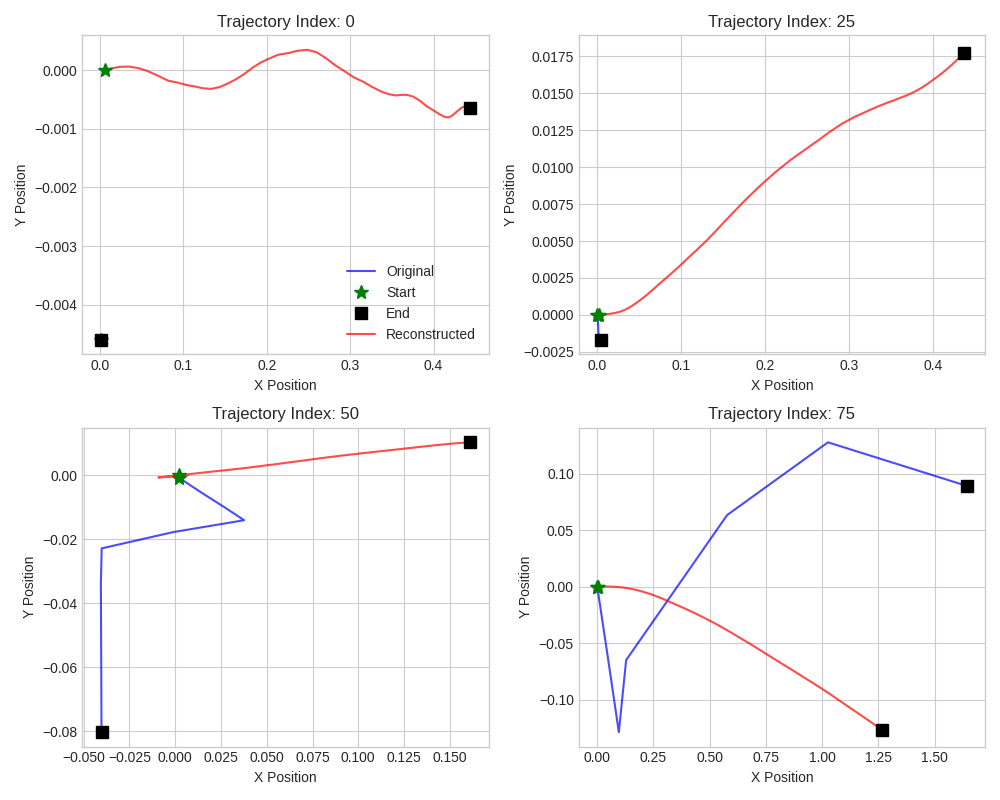 Trajectory Index: 0
0.000
−0.001
−0.002
−0.003
−0.004
Y Position
Original
Start
End
Reconstructed
0.0 0.1 0.2 0.3 0.4
X Position
Trajectory Index: 25
0.0175
0.0150
0.0125
0.0100
0.0075
0.0050
0.0025
0.0000
−0.0025
Y Position
0.0 0.1 0.2 0.3 0.4
X Position
Trajectory Index: 50
0.00
−0.02
−0.04
−0.06
−0.08
Y Position
−0.050 −0.025 0.000 0.025 0.050 0.075 0.100 0.125 0.150
X Position
Trajectory Index: 75
0.10
0.05
0.00
−0.05
−0.10
Y Position
0.00 0.25 0.50 0.75 1.00 1.25 1.50
X Position